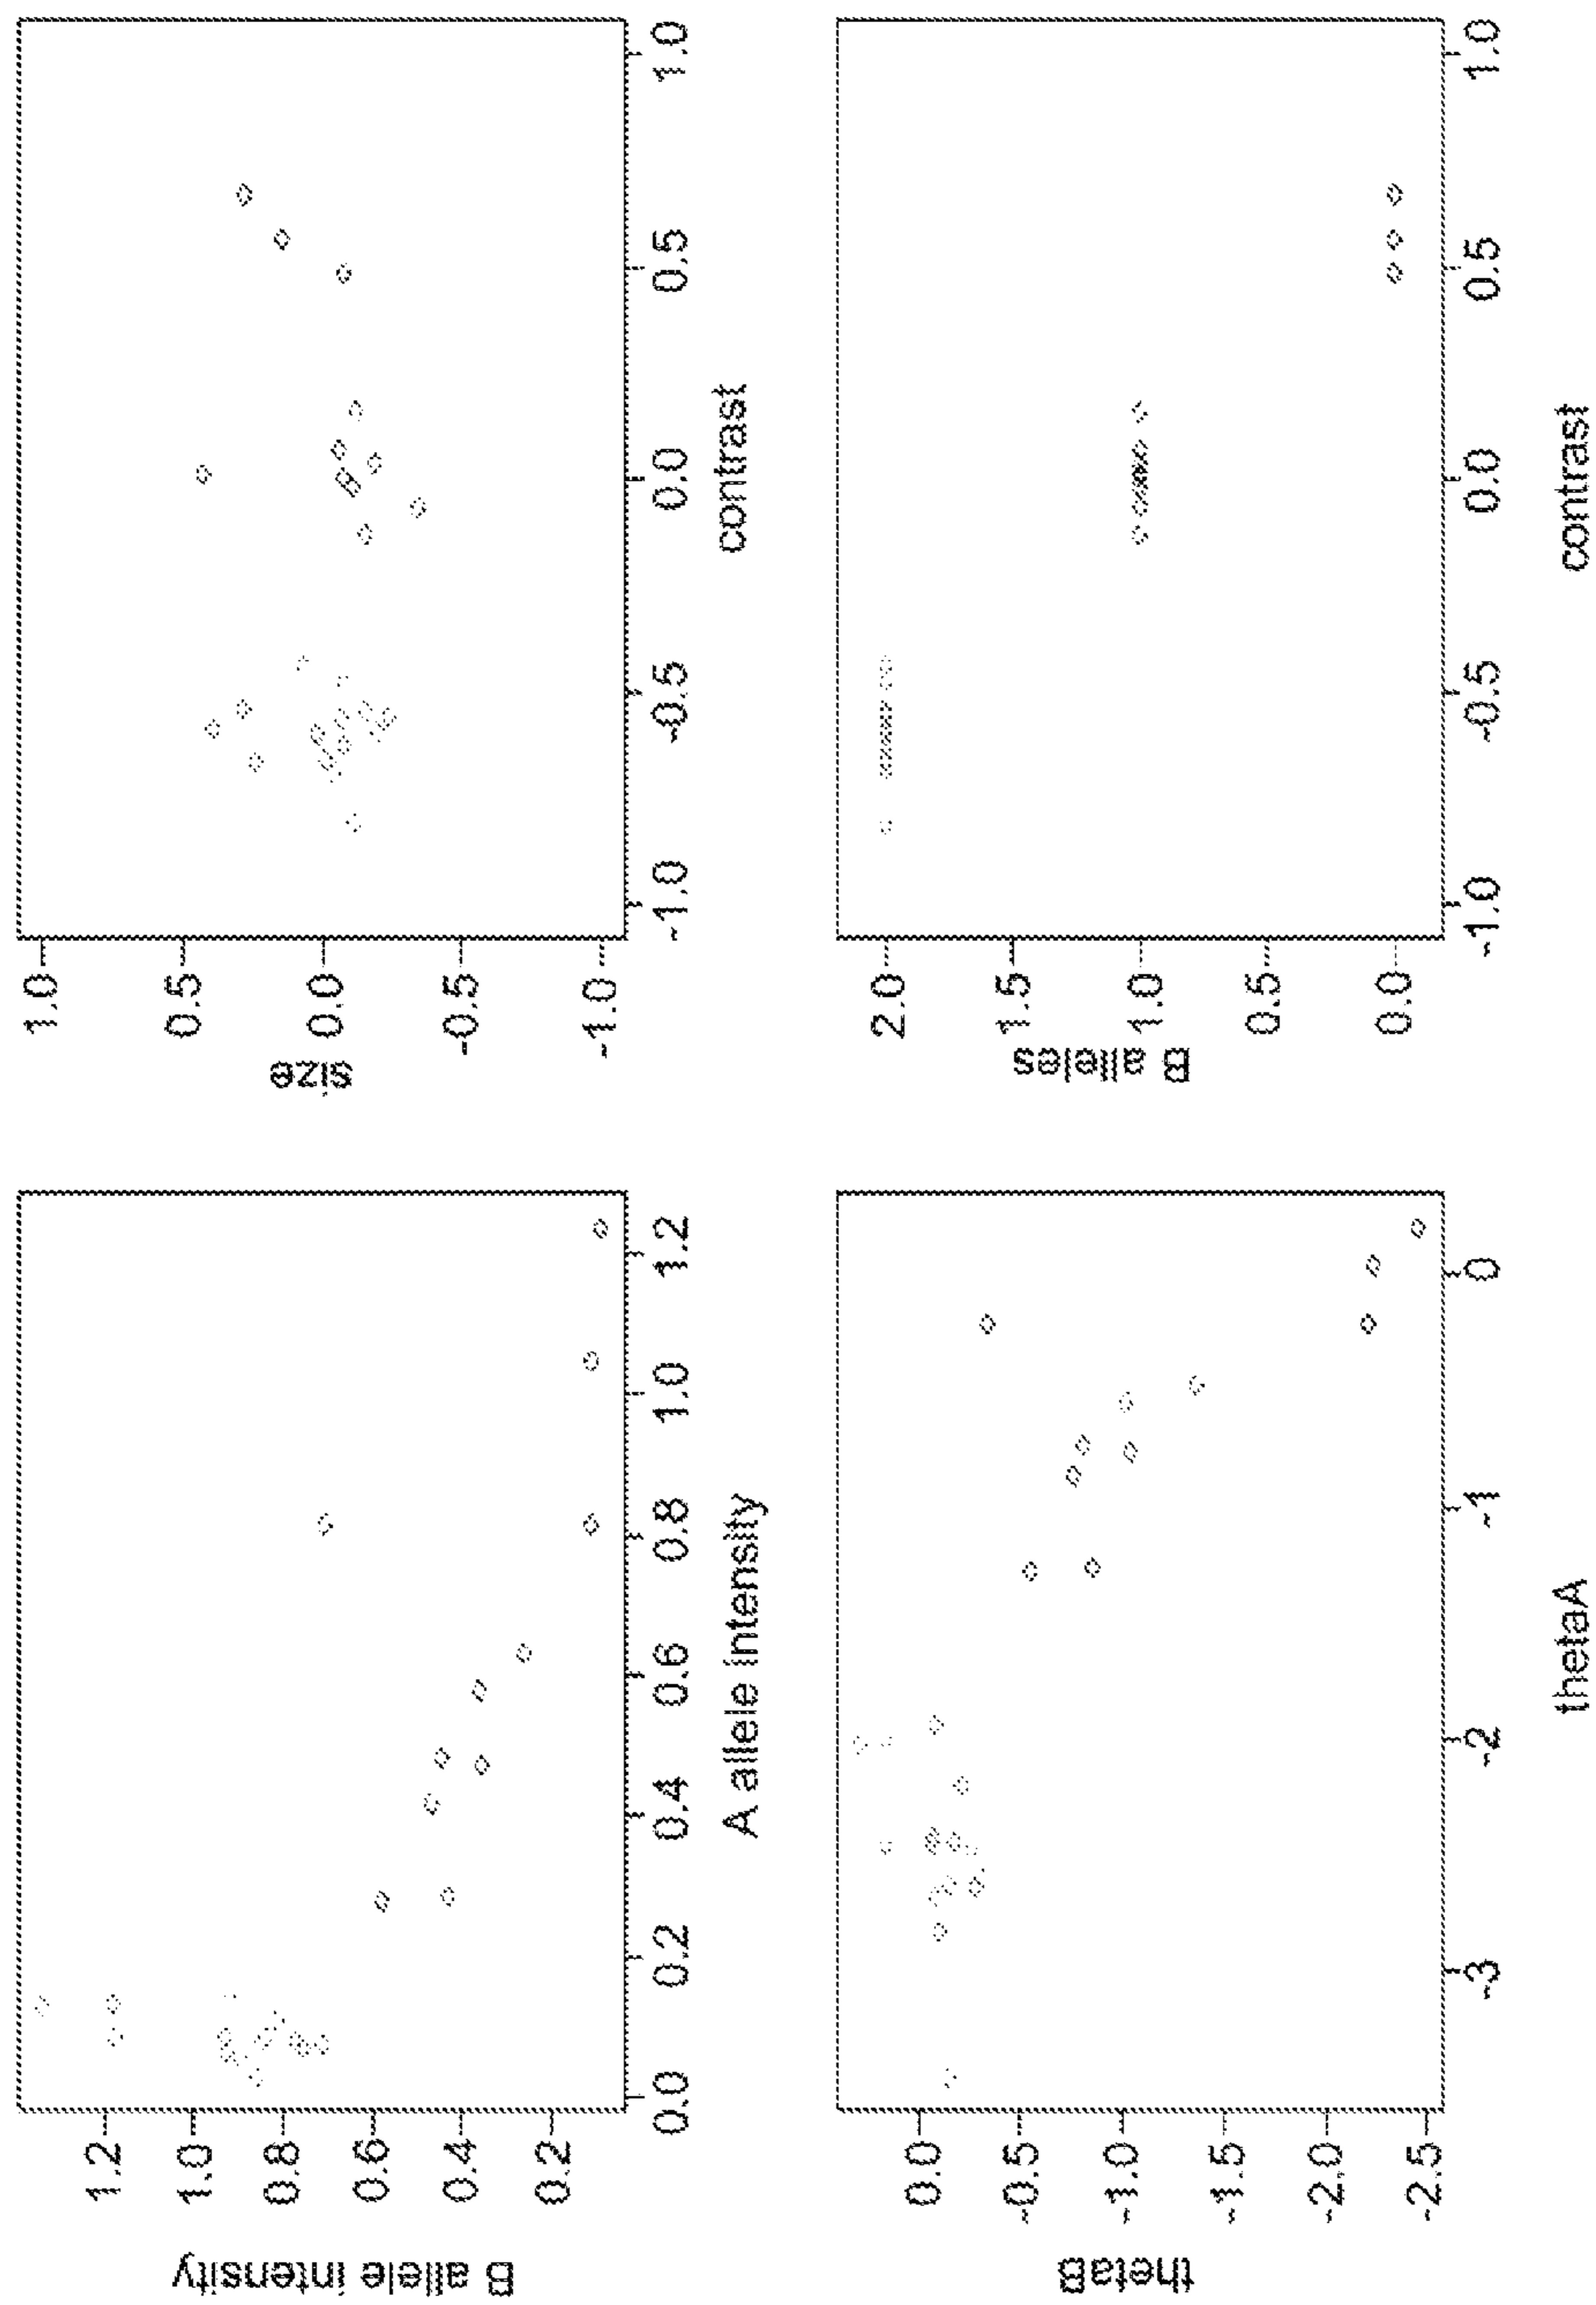 B allele intensity
1.2
1.0
0.8
0.6
0.4
0.2
0.0 0.2 0.4 0.6 0.8 1.0 1.2
A allele intensity
size
1.0
0.5
0.0
-0.5
-1.0
-1.0 -0.5 0.0 0.5 1.0
contrast
thetaB
0.0
-0.5
-1.0
-1.5
-2.0
-2.5
-3 -2 -1 0
thetaA
B alleles
2.0
1.5
1.0
0.5
0.0
-1.0 -0.5 0.0 0.5 1.0
contrast